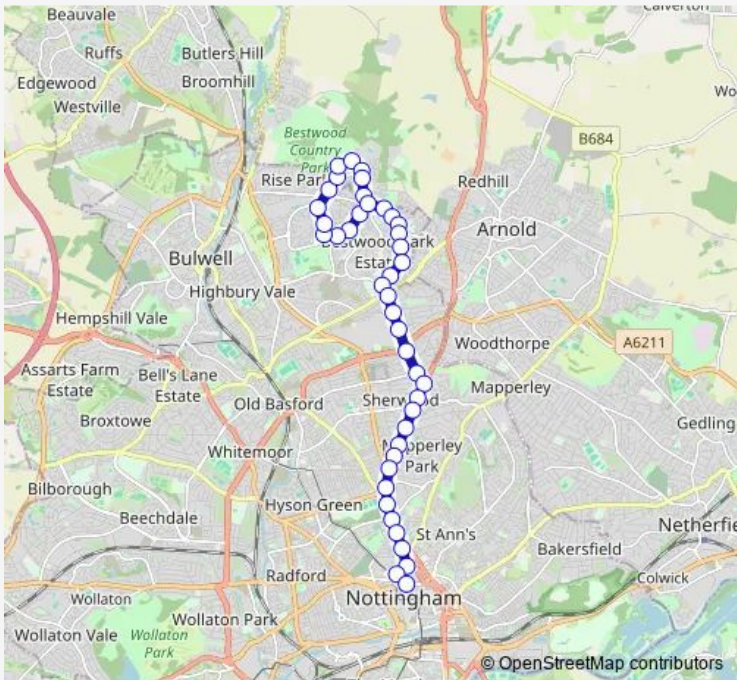 Calverton
Beauvale
Ruffs
Butlers Hill
Edgewood
Broomhill
Westville
Wo
Bestwood
Country
Park
B684
Rise Park
Redhill
Arnold
Bulwell
Bestwood Park
Estate
Highbury Vale
Hempshill Vale
Woodthorpe
A6211
Assarts Farm
Estate
Bell's Lane
Estate
Mapperley
Old Basford
Sherwood
Broxtowe
Gedling
Whitemoor
Mapperley
Park
Bilborough
Hyson Green
Beechdale
St Ann's
Netherfie
Bakersfield
Radford
Colwick
Wollaton
Nottingham
Wollaton Park
Wollaton Vale
Wollaton
Park
© OpenStreetMap contributors